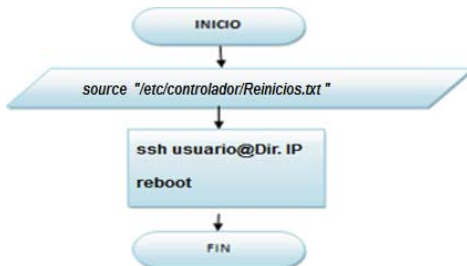 INICIO
source "/etc/controlador/Reinicios.txt "
ssh usuario@Dir. IP
reboot
FIN